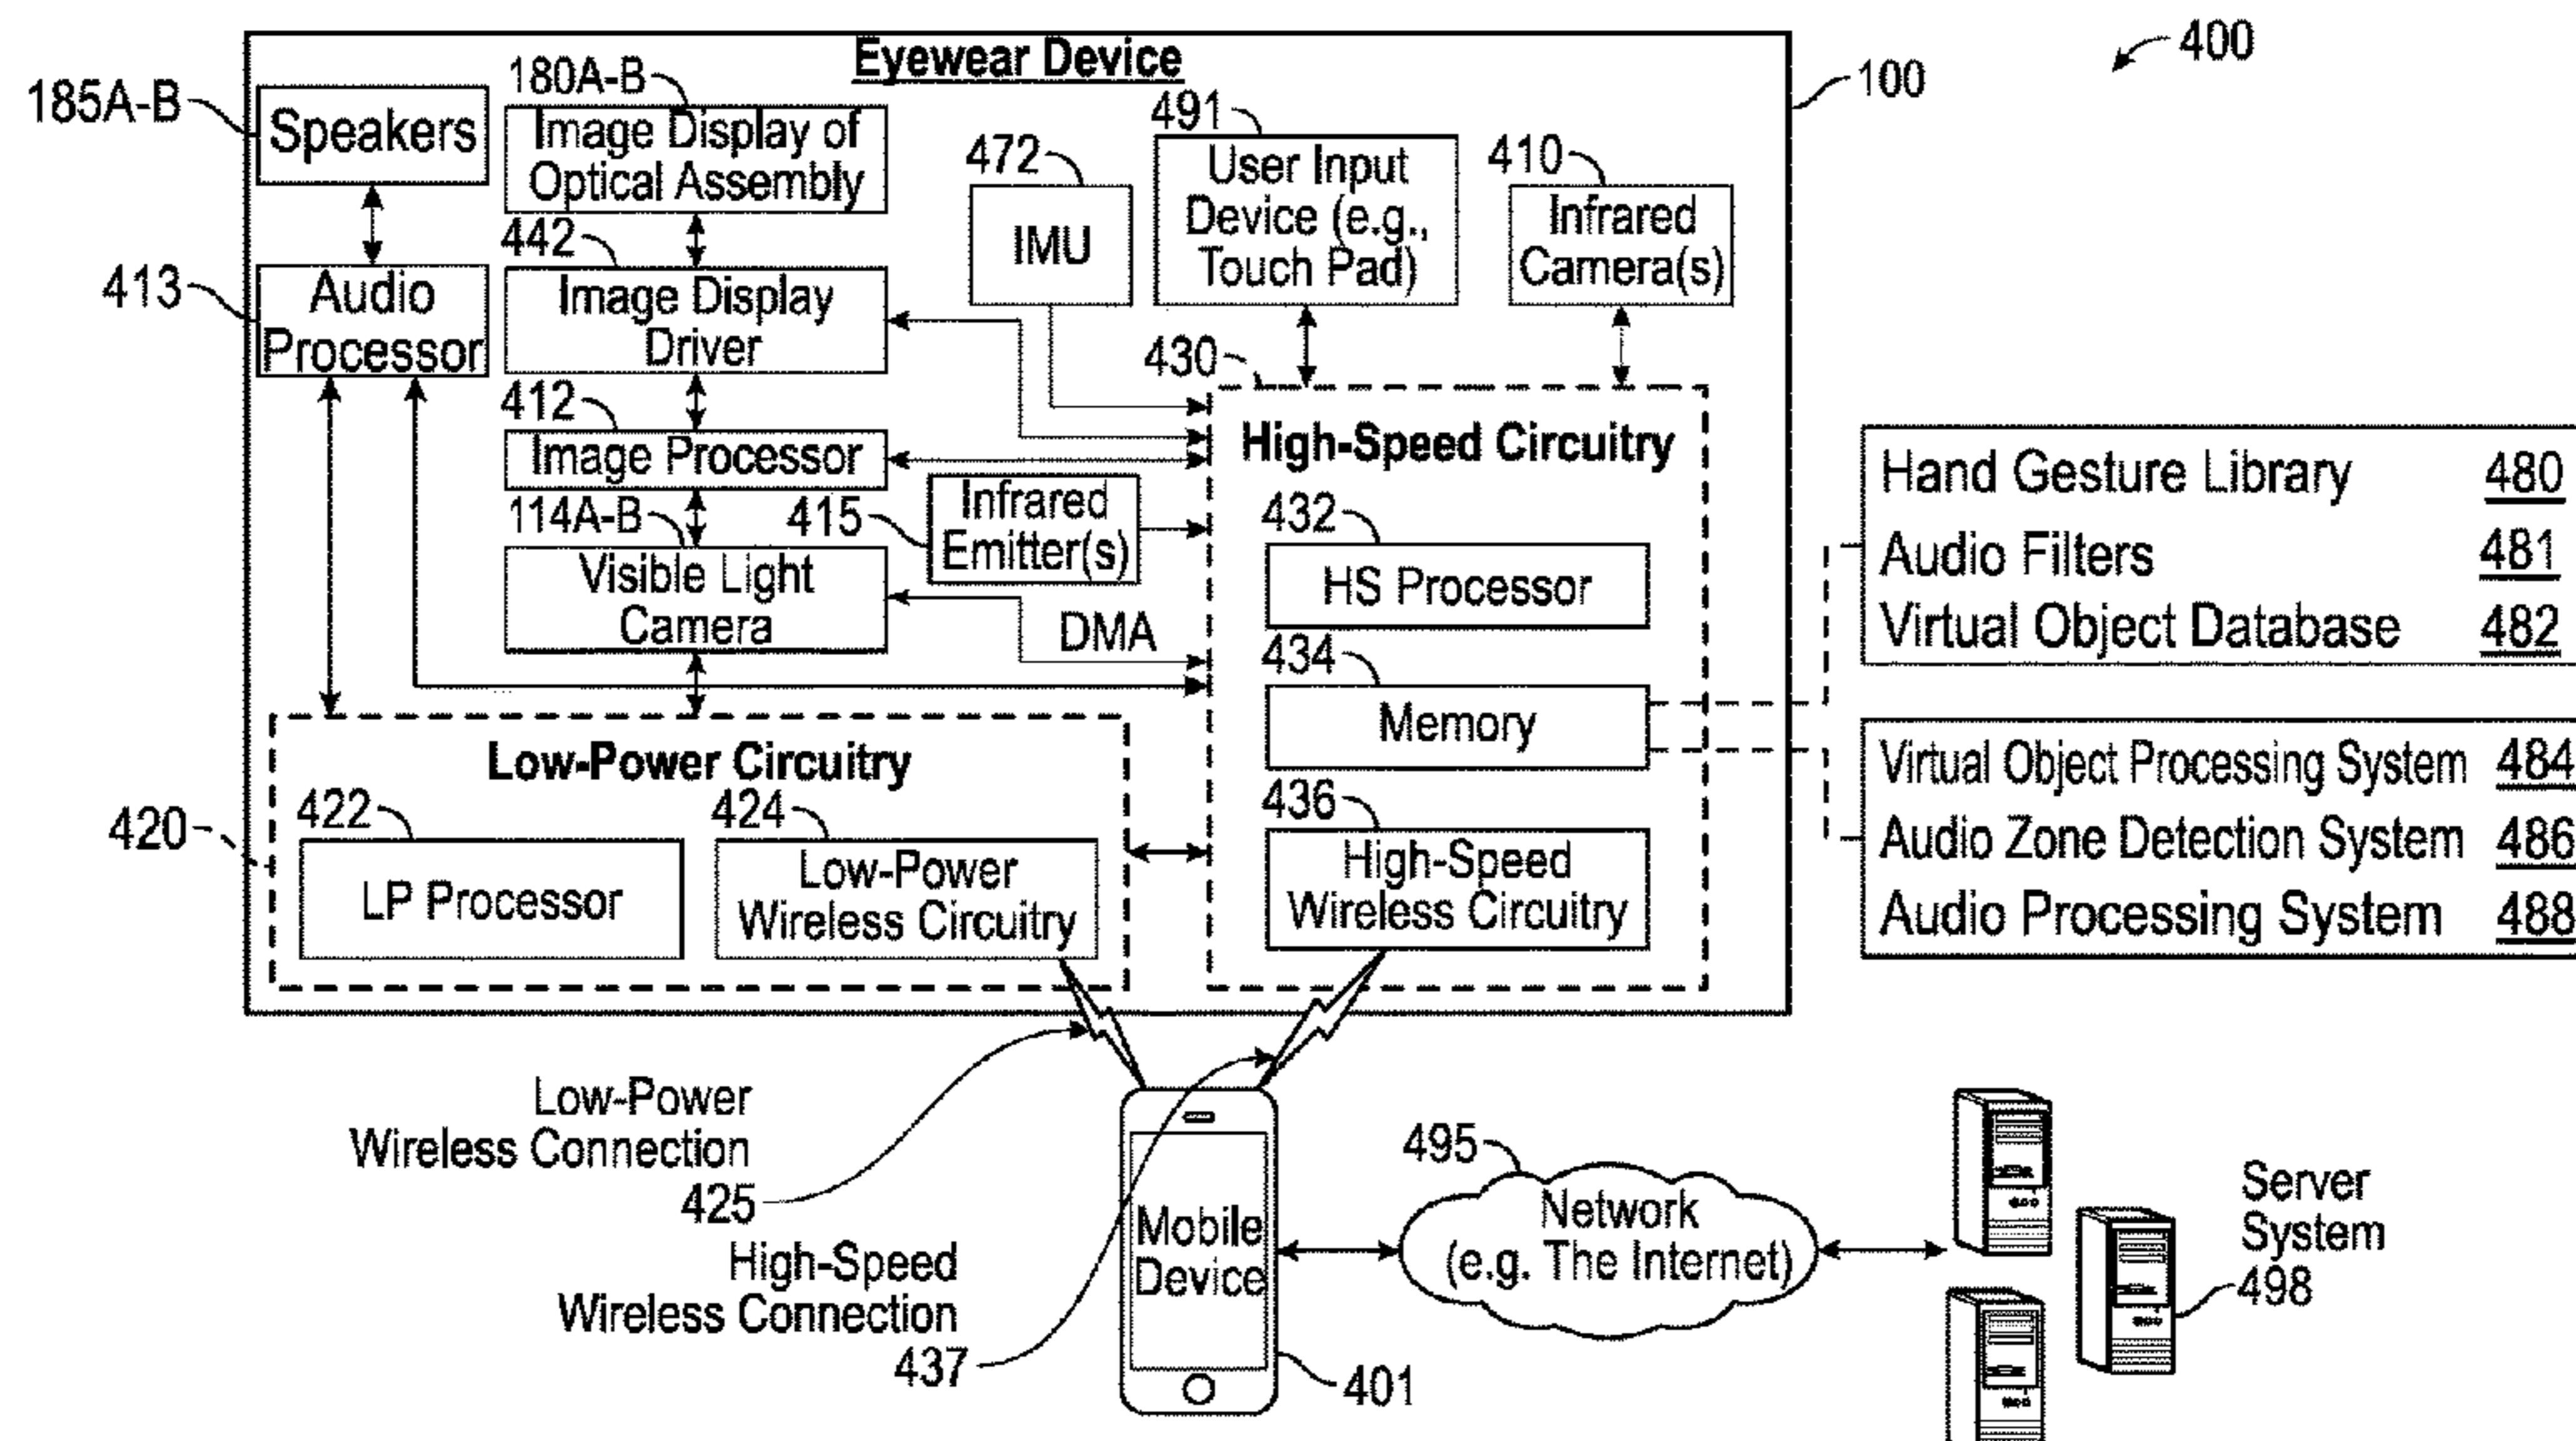 Eyewear Device
400
100
185A-B
Speakers
180A-B
Image Display of
Optical Assembly
472
IMU
491
User Input
Device (e.g.,
Touch Pad)
410
Infrared
Camera(s)
413
Audio
Processor
442
Image Display
Driver
412
Image Processor
114A-B
Visible Light
Camera
415
Infrared
Emitter(s)
DMA
430
High-Speed Circuitry
432
HS Processor
434
Memory
436
High-Speed
Wireless Circuitry
Hand Gesture Library 480
Audio Filters 481
Virtual Object Database 482
Virtual Object Processing System 484
Audio Zone Detection System 486
Audio Processing System 488
420
Low-Power Circuitry
422
LP Processor
424
Low-Power
Wireless Circuitry
Low-Power
Wireless Connection
425
High-Speed
Wireless Connection
437
Mobile
Device
401
495
Network
(e.g. The Internet)
Server
System
498